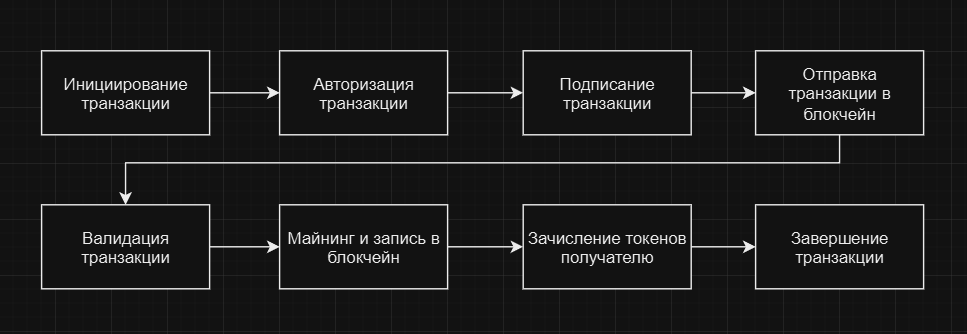 Инициирование
транзакции
Авторизация
транзакции
Подписание
транзакции
Отправка
транзакции в
блокчейн
Валидация
транзакции
Майнинг и запись в
блокчейн
Зачисление токенов
получателю
Завершение
транзакции